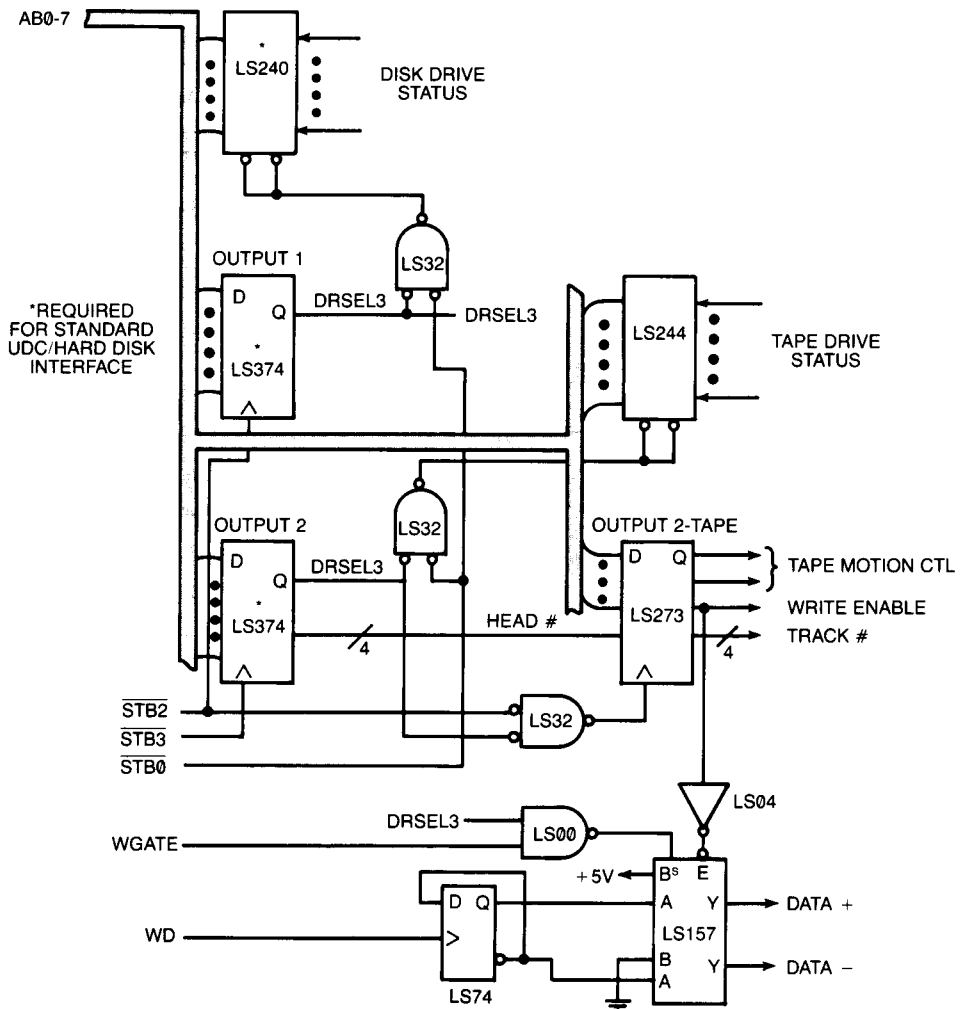 AB0-7
*
LS240
DISK DRIVE
STATUS
OUTPUT 1
LS32
D
Q
DRSEL3
DRSEL3
*
LS374
*REQUIRED
FOR STANDARD
UDC/HARD DISK
INTERFACE
LS244
TAPE DRIVE
STATUS
OUTPUT 2
LS32
OUTPUT 2-TAPE
D
Q
DRSEL3
*
LS374
HEAD #
4
D
Q
LS273
TAPE MOTION CTL
WRITE ENABLE
TRACK #
4
STB2
STB3
STB0
LS32
LS04
DRSEL3
LS00
WGATE
+5V
Bs
E
D
Q
A
Y
DATA +
LS157
WD
B
Y
DATA −
A
LS74